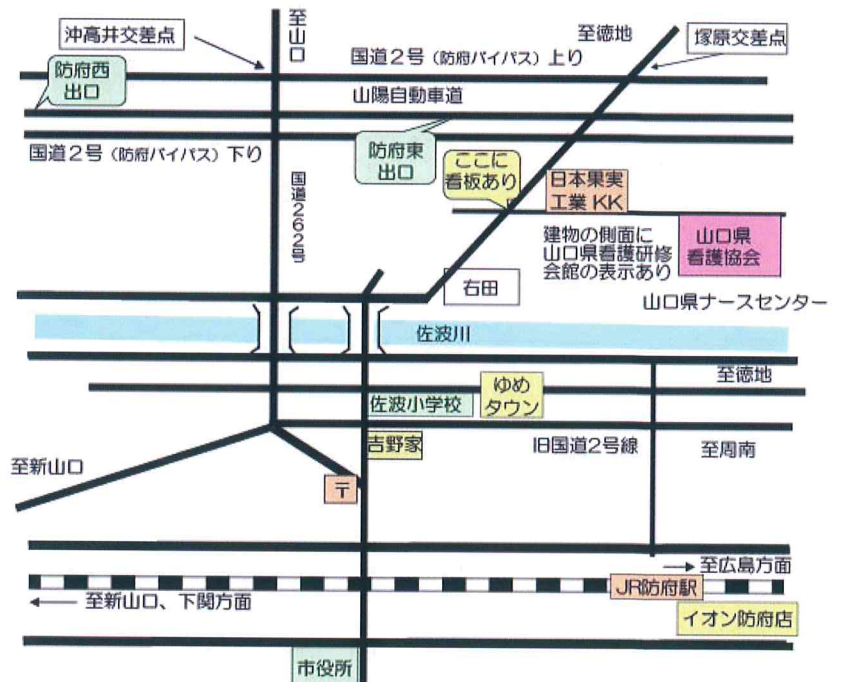 沖高井交差点
至山口
至徳地
塚原交差点
国道2号（防府バイパス）上り
防府西
出口
山陽自動車道
国道2号（防府バイパス）下り
防府東
出口
ここに
看板あり
日本果実
工業 KK
国道262号
建物の側面に
山口県看護研修
会館の表示あり
山口県
看護協会
右田
山口県ナースセンター
佐波川
至徳地
ゆめ
タウン
佐波小学校
吉野家
旧国道2号線
至周南
至新山口
〒
至広島方面
JR防府駅
至新山口、下関方面
イオン防府店
市役所